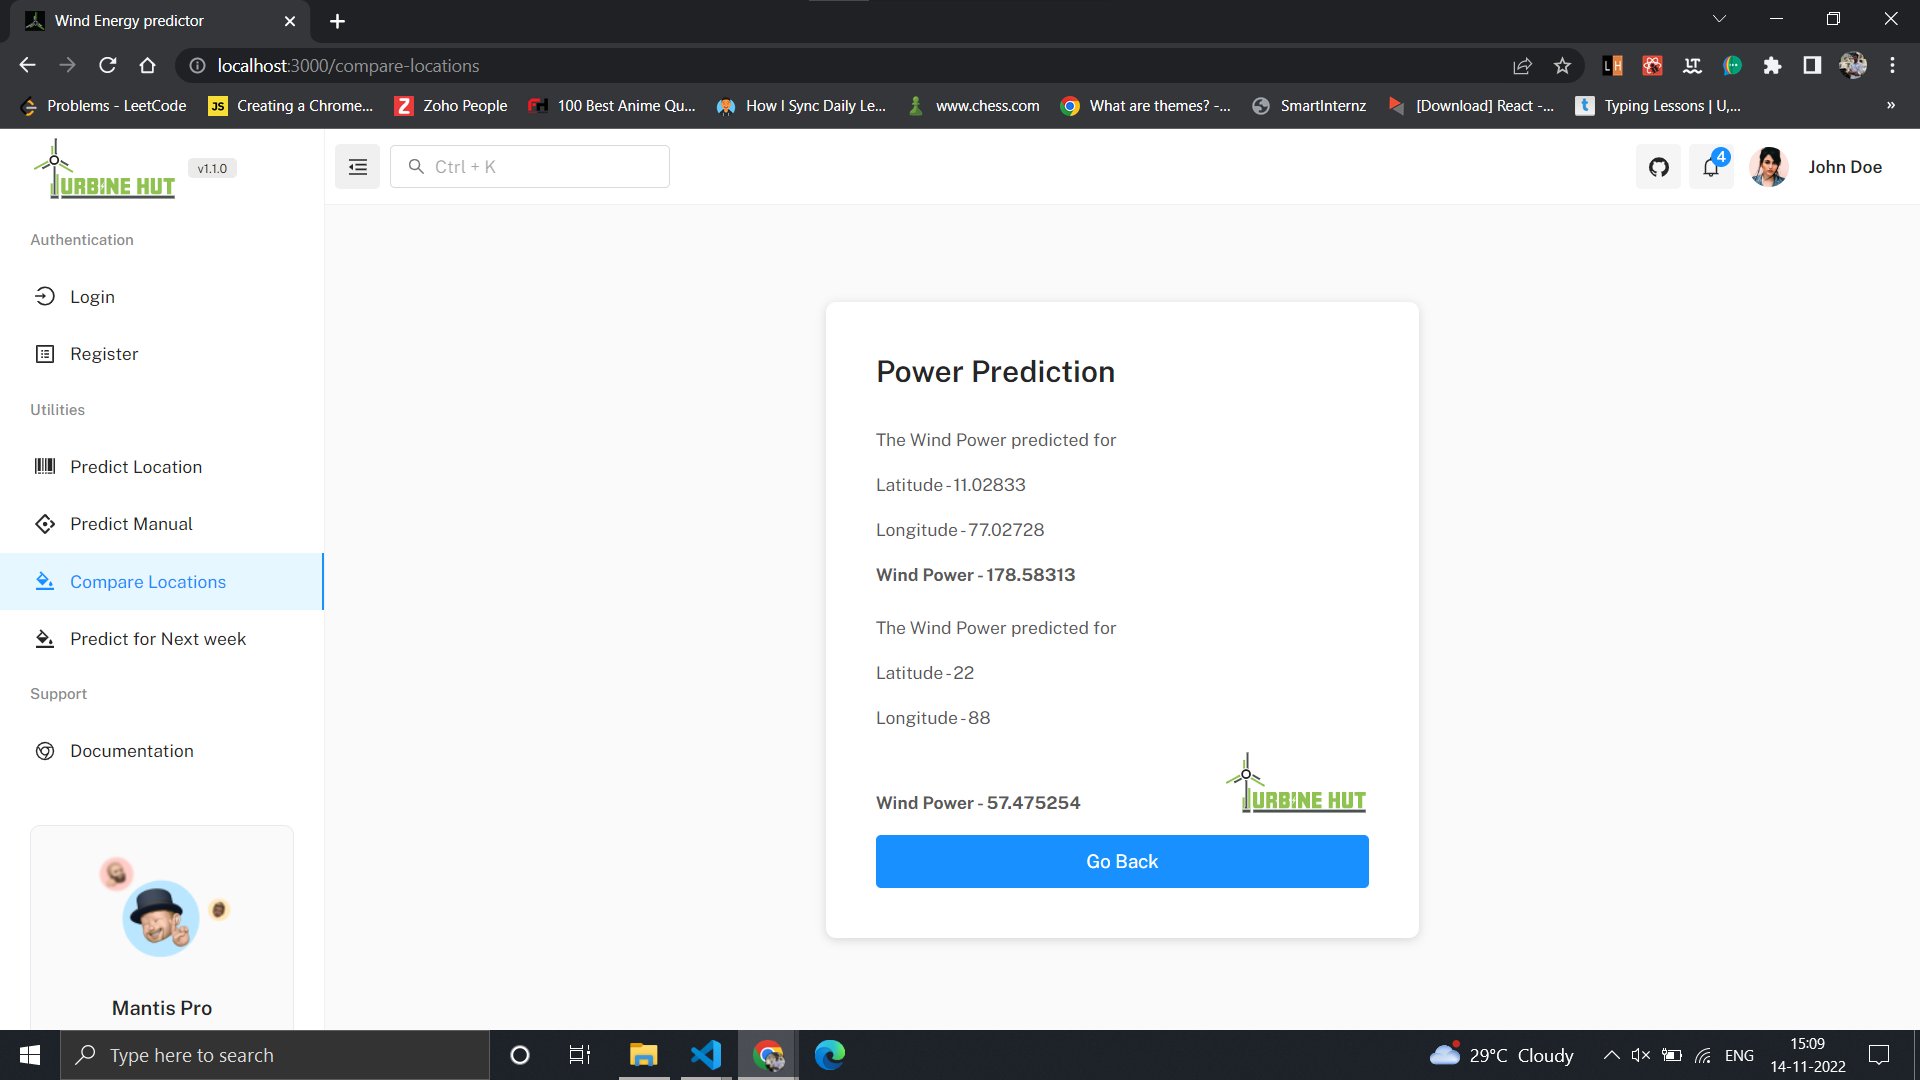 Wind Energy predictor
localhost:3000/compare-locations
Problems - LeetCode
JS Creating a Chrome...
Z Zoho People
100 Best Anime Qu...
How I Sync Daily Le...
www.chess.com
What are themes? -...
SmartInternz
[Download] React -...
t Typing Lessons | U,...
»
URBINE HUT
v1.1.0
Ctrl + K
4
John Doe
Authentication
Login
Register
Utilities
Predict Location
Predict Manual
Compare Locations
Predict for Next week
Support
Documentation
Mantis Pro
Power Prediction
The Wind Power predicted for
Latitude - 11.02833
Longitude - 77.02728
Wind Power - 178.58313
The Wind Power predicted for
Latitude - 22
Longitude - 88
Wind Power - 57.475254
URBINE HUT
Go Back
Type here to search
29°C Cloudy
ENG
15:09
14-11-2022